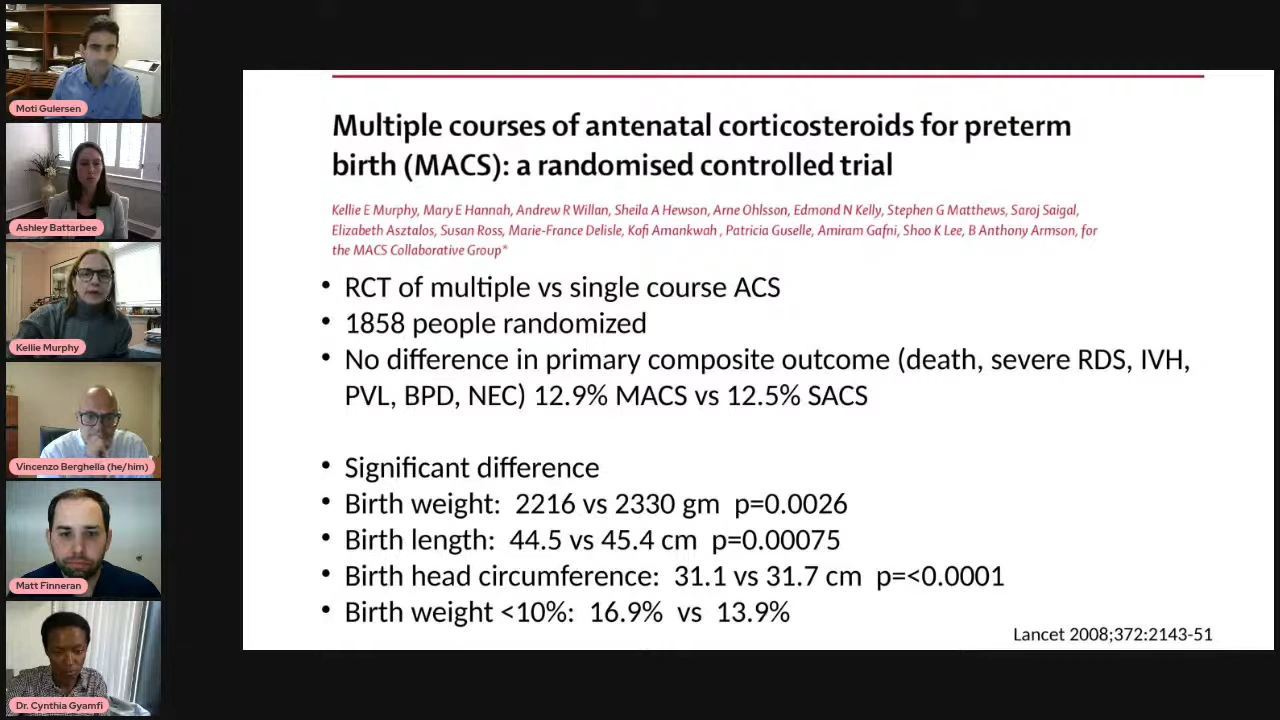 Moti Gulersen
Ashley Battarbee
Kellie Murphy
Vincenzo Berghella (he/him)
Matt Finneran
Dr. Cynthia Gyamfi
Multiple courses of antenatal corticosteroids for preterm
birth (MACS): a randomised controlled trial
Kellie E Murphy, Mary E Hannah, Andrew R Willan, Sheila A Hewson, Arne Ohlsson, Edmond N Kelly, Stephen G Matthews, Saroj Saigal,
Elizabeth Asztalos, Susan Ross, Marie-France Delisle, Kofi Amankwah , Patricia Guselle, Amiram Gafni, Shoo K Lee, B Anthony Armson, for
the MACS Collaborative Group*
• RCT of multiple vs single course ACS
• 1858 people randomized
• No difference in primary composite outcome (death, severe RDS, IVH,
PVL, BPD, NEC) 12.9% MACS vs 12.5% SACS
• Significant difference
• Birth weight: 2216 vs 2330 gm p=0.0026
• Birth length: 44.5 vs 45.4 cm p=0.00075
• Birth head circumference: 31.1 vs 31.7 cm p=<0.0001
• Birth weight <10%: 16.9% vs 13.9%
Lancet 2008;372:2143-51